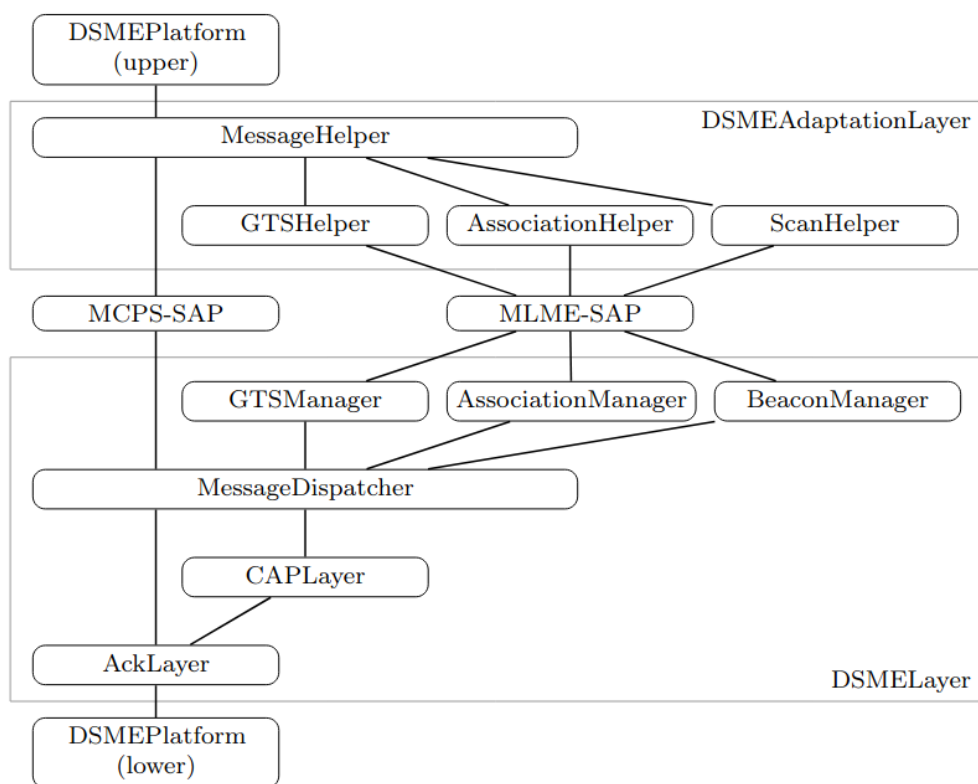 DSMEPlatform
(upper)
DSMEAdaptationLayer
MessageHelper
GTSHelper
AssociationHelper
ScanHelper
MCPS-SAP
MLME-SAP
GTSManager
AssociationManager
BeaconManager
MessageDispatcher
CAPLayer
AckLayer
DSMELayer
DSMEPlatform
(lower)